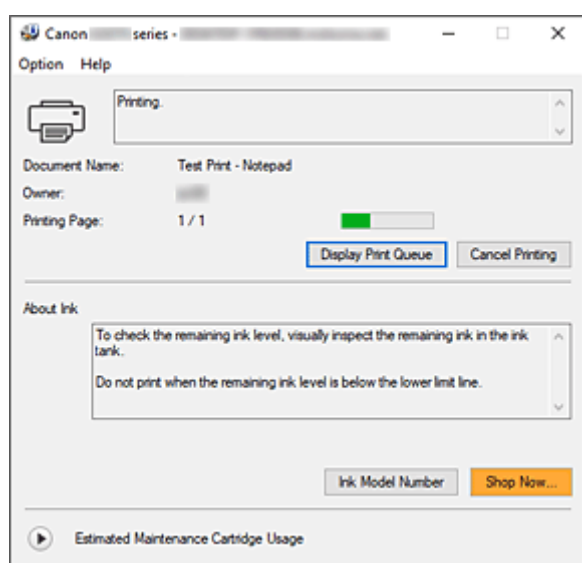 Canon series -
Option Help
Printing.
Document Name: Test Print - Notepad
Owner:
Printing Page: 1 / 1
Display Print Queue Cancel Printing
About Ink
To check the remaining ink level, visually inspect the remaining ink in the ink
tank.
Do not print when the remaining ink level is below the lower limit line.
Ink Model Number Shop Now...
Estimated Maintenance Cartridge Usage